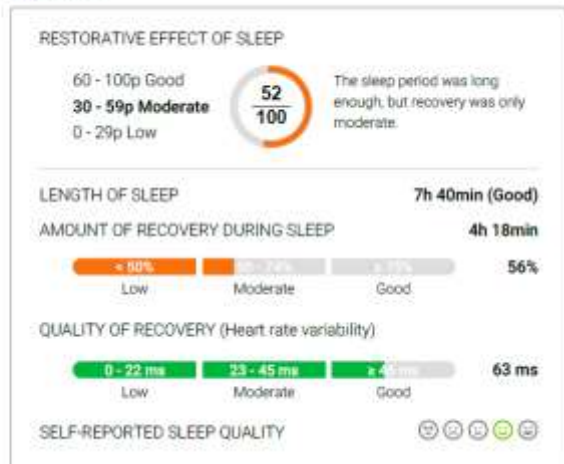 RESTORATIVE EFFECT OF SLEEP
60 - 100p Good
30 - 59p Moderate
0 - 29p Low
52
100
The sleep period was long
enough, but recovery was only
moderate.
LENGTH OF SLEEP 7h 40min (Good)
AMOUNT OF RECOVERY DURING SLEEP 4h 18min
< 50% 56%
Low Moderate Good
QUALITY OF RECOVERY (Heart rate variability)
0 - 22 ms 23 - 45 ms 63 ms
Low Moderate Good
SELF-REPORTED SLEEP QUALITY